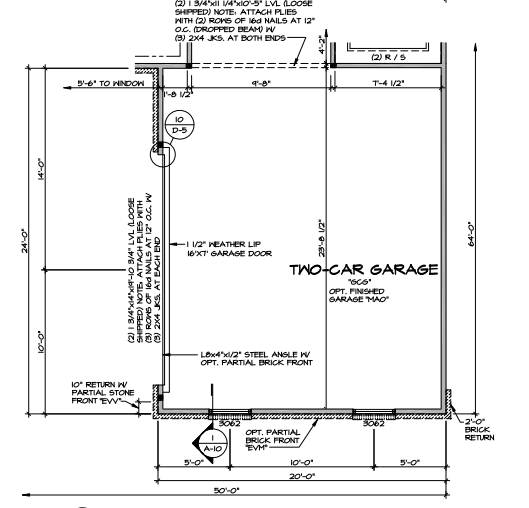 (2) 1 3/4"x11 1/4"x10'-5" LVL (LOOSE
SHIPPED) NOTE: ATTACH PLIES
WITH (2) ROWS OF 16d NAILS AT 12"
O.C. (DROPPED BEAM) W/
(3) 2x4 JKS. AT BOTH ENDS
4'-2"
(2) R / S
5'-6" TO WINDOW
1'-8 1/2"
9'-8"
7'-4 1/2"
10
D-5
14'-0"
24'-0"
10'-0"
(2) 1 3/4"x14"x19'-10 3/4" LVL (LOOSE
SHIPPED) NOTE: ATTACH PLIES WITH
(3) ROWS OF 16d NAILS AT 12" O.C. W/
(3) 2X4 JKS. AT EACH END
1 1/2" WEATHER LIP
16'X7' GARAGE DOOR
23'-8 1/2"
64'-0"
TWO-CAR GARAGE
"GCG"
OPT. FINISHED
GARAGE "MAO"
L8x4"x1/2" STEEL ANGLE W/
OPT. PARTIAL BRICK FRONT
10" RETURN W/
PARTIAL STONE
FRONT "EVV"
3062
3062
OPT. PARTIAL
BRICK FRONT
"EVM"
2'-0"
BRICK
RETURN
1
A-10
5'-0"
10'-0"
5'-0"
20'-0"
50'-0"